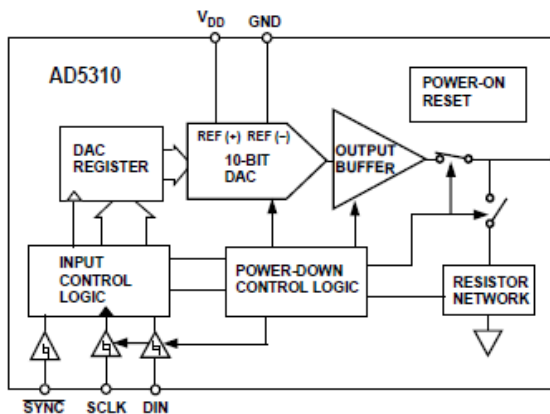 VDD GND
AD5310
POWER-ON
RESET
REF (+) REF (–)
DAC
REGISTER
10-BIT
DAC
OUTPUT
BUFFER
INPUT
CONTROL
LOGIC
POWER-DOWN
CONTROL LOGIC
RESISTOR
NETWORK
SYNC SCLK DIN